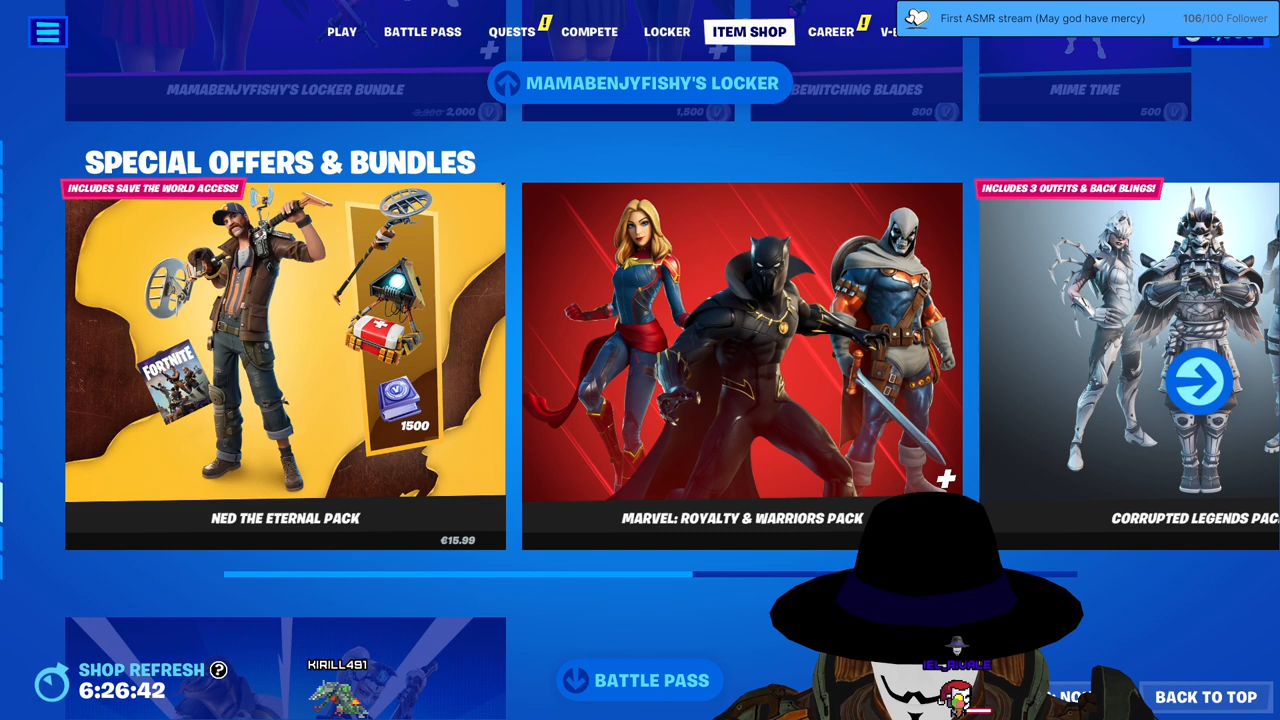 First ASMR stream (May god have mercy) 106/100 Follower
PLAY BATTLE PASS QUESTS COMPETE LOCKER ITEM SHOP CAREER
MAMABENJYFISHY'S LOCKER
MAMABENJYFISHY'S LOCKER BUNDLE
3,300 2,000
1,500
BEWITCHING BLADES
800
MIME TIME
500
SPECIAL OFFERS & BUNDLES
INCLUDES SAVE THE WORLD ACCESS!
FORTNITE
1500
NED THE ETERNAL PACK
€15.99
MARVEL: ROYALTY & WARRIORS PACK
INCLUDES 3 OUTFITS & BACK BLINGS!
CORRUPTED LEGENDS PAC
SHOP REFRESH ?
6:26:42
KIRILL491
BATTLE PASS
BACK TO TOP